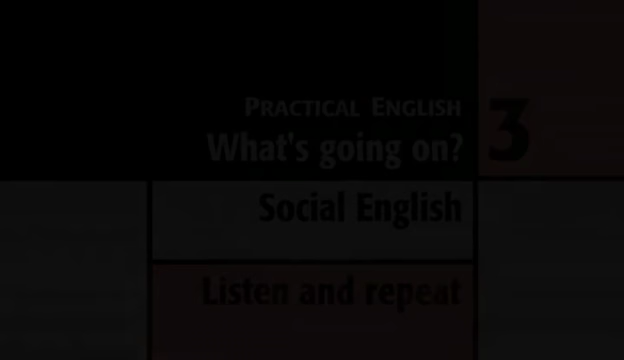 PRACTICAL ENGLISH
What's going on?
3
Social English
Listen and repeat